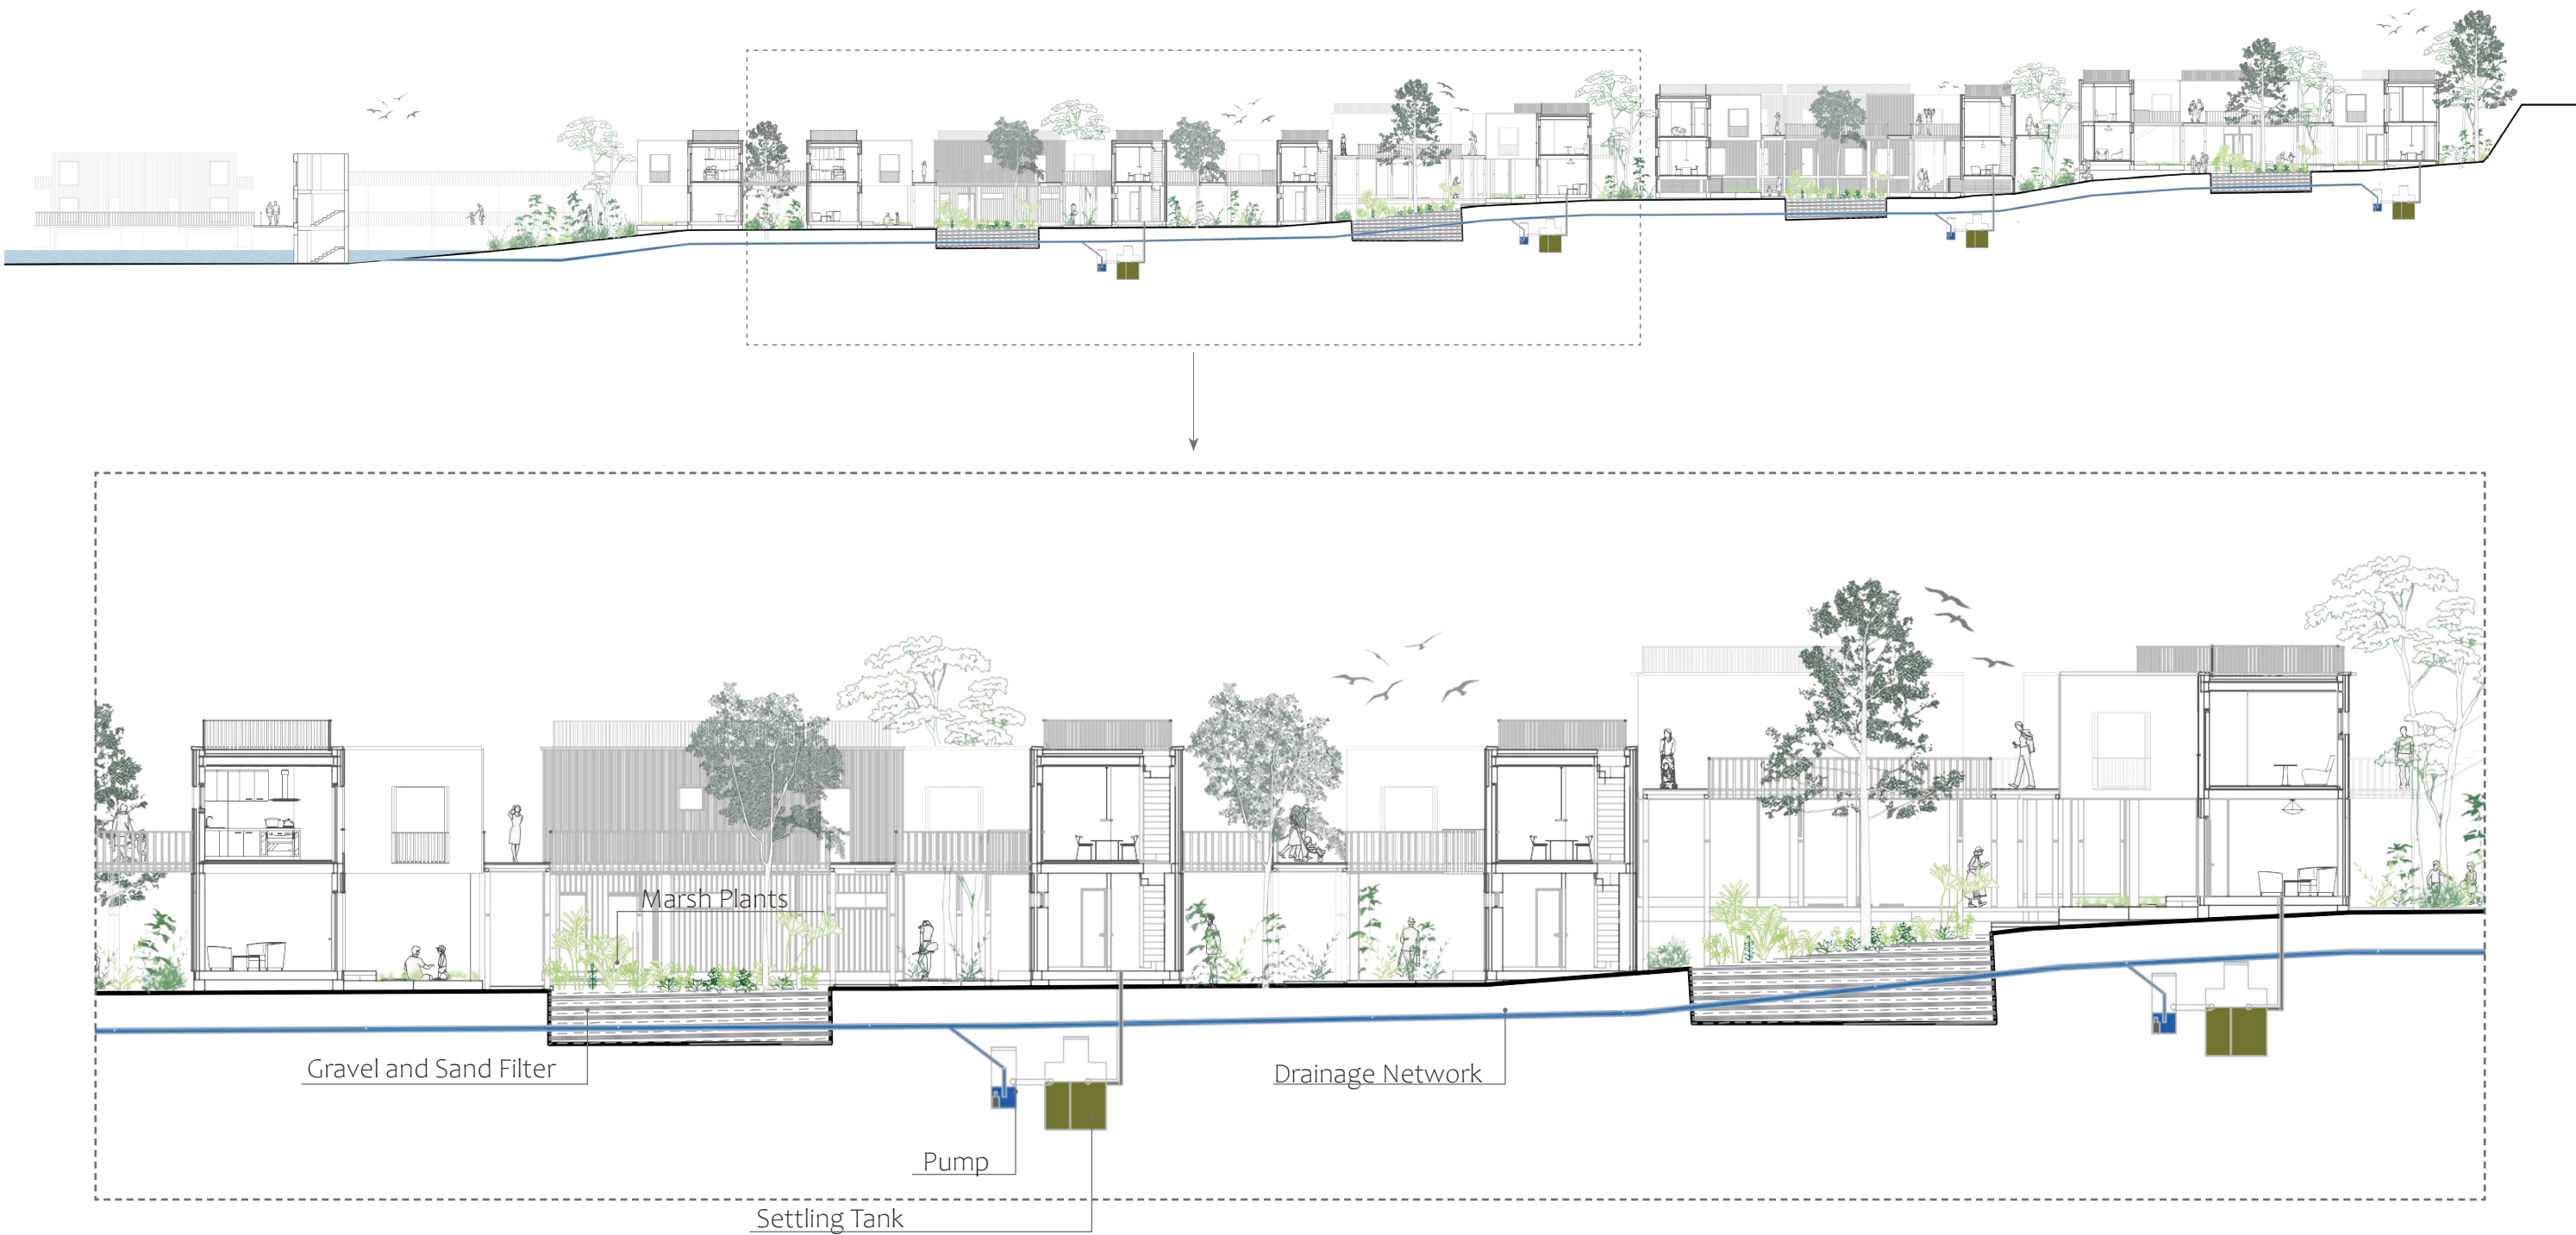 Marsh Plants
Gravel and Sand Filter
Drainage Network
Pump
Settling Tank